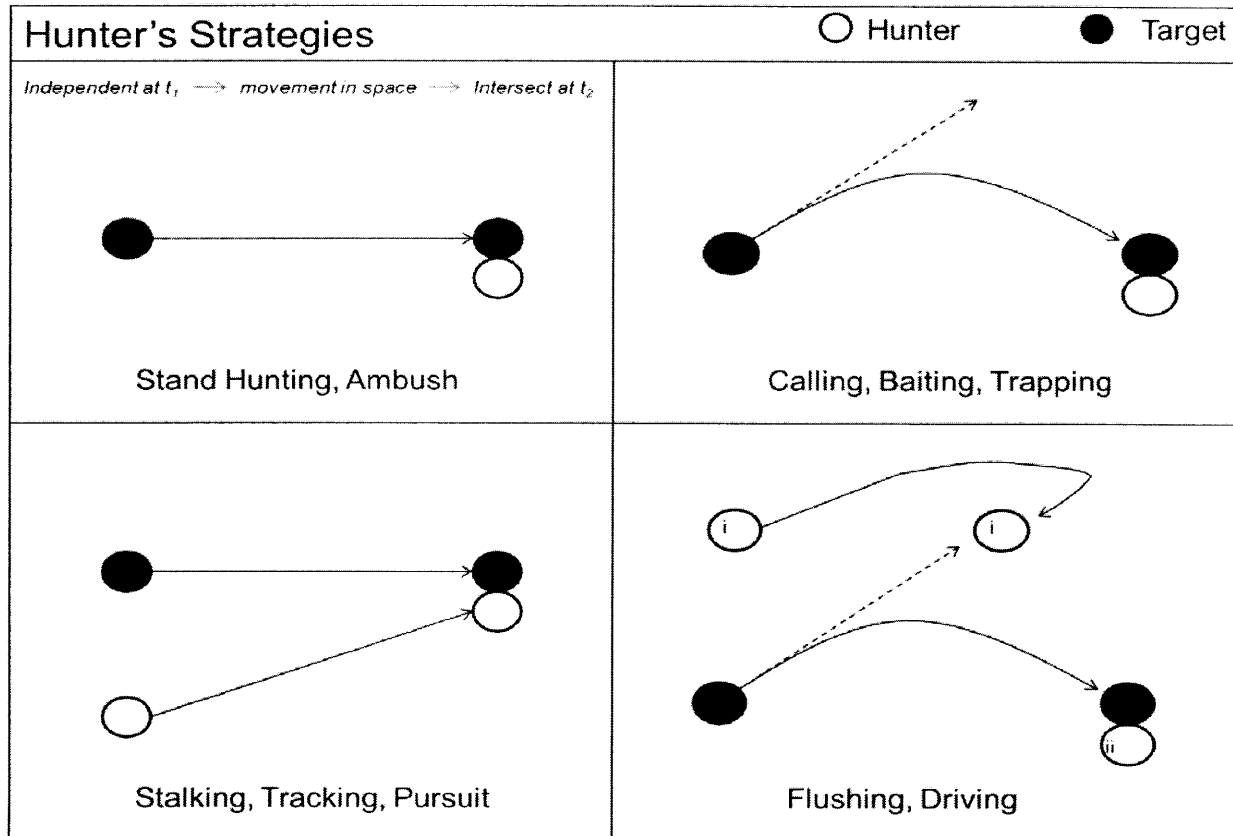 Hunter's Strategies
Hunter
Target
Independent at t₁ → movement in space → Intersect at t₂
Stand Hunting, Ambush
Calling, Baiting, Trapping
i
i
ii
Stalking, Tracking, Pursuit
Flushing, Driving